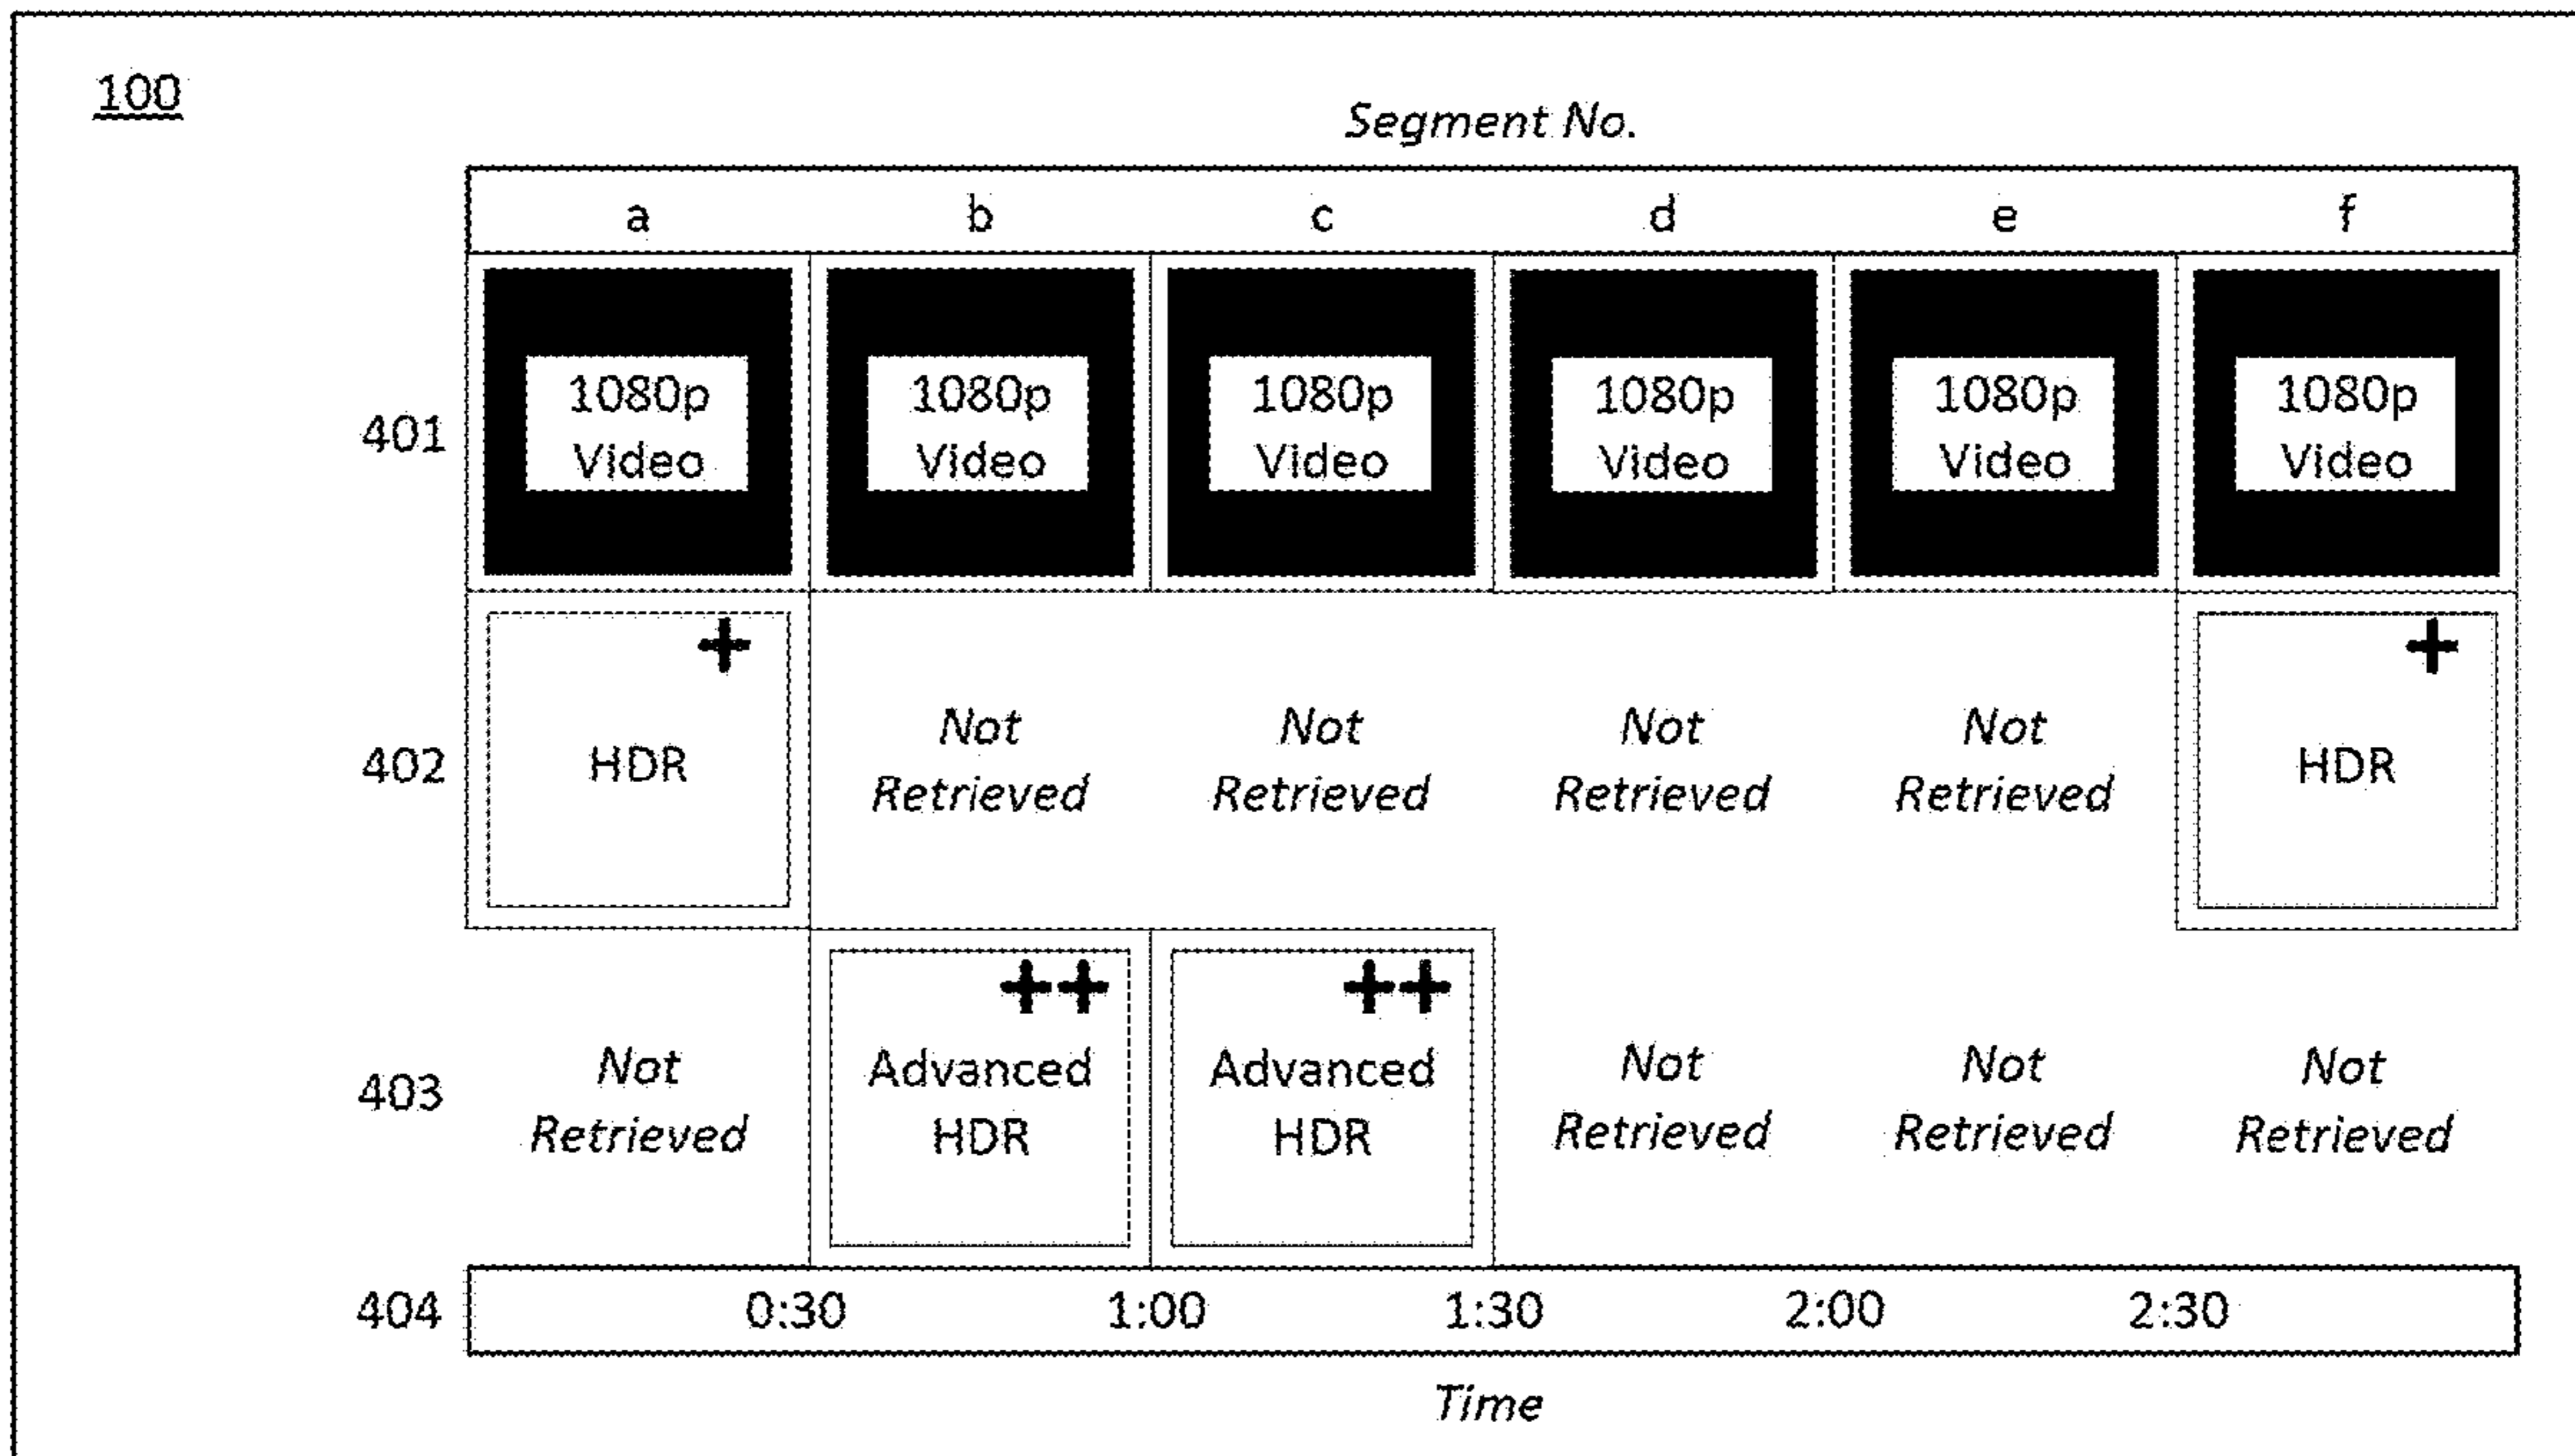 100
Segment No.
a b c d e f
401
1080p Video
1080p Video
1080p Video
1080p Video
1080p Video
1080p Video
402
+
HDR
Not Retrieved
Not Retrieved
Not Retrieved
Not Retrieved
+
HDR
403
Not Retrieved
++
Advanced HDR
++
Advanced HDR
Not Retrieved
Not Retrieved
Not Retrieved
404
0:30 1:00 1:30 2:00 2:30
Time